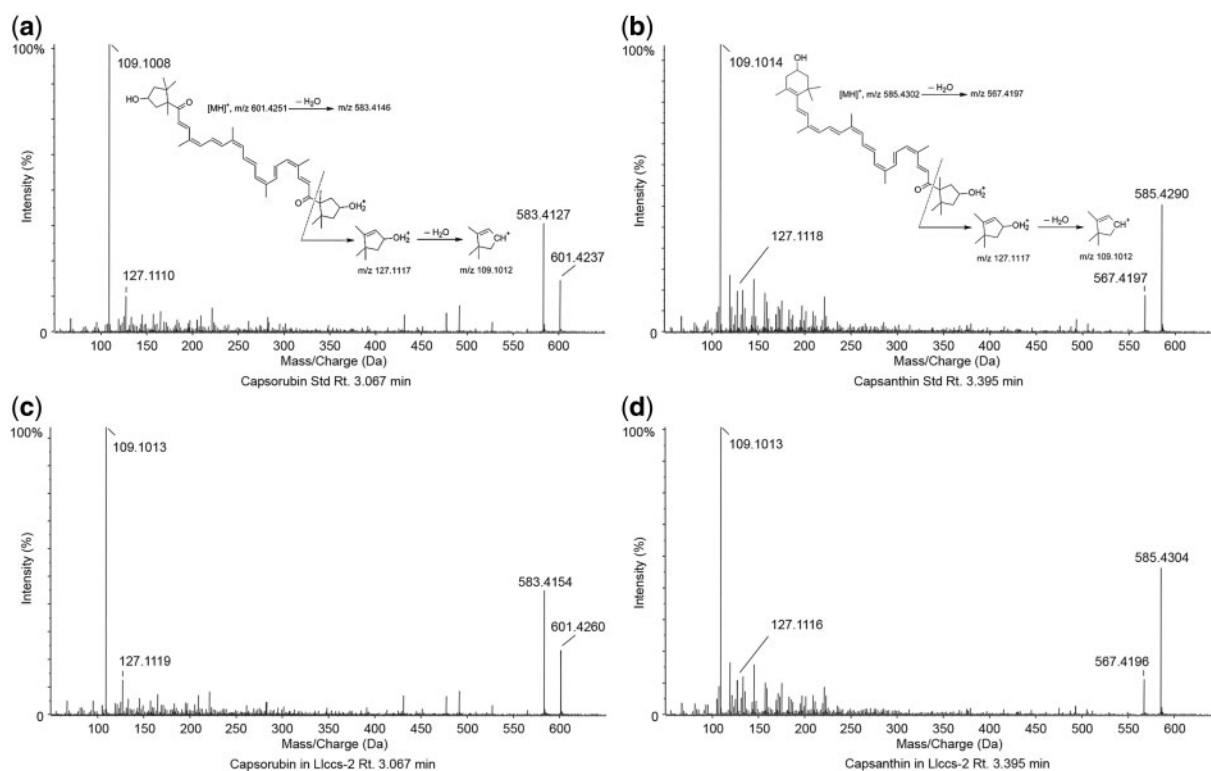 (a)
100%
109.1008
HO
O
[MH]⁺, m/z 601.4251
– H₂O
m/z 583.4146
O
OH₂⁺
OH₂⁺
– H₂O
CH⁺
m/z 127.1117
m/z 109.1012
583.4127
601.4237
127.1110
Intensity (%)
0
100 150 200 250 300 350 400 450 500 550 600
Mass/Charge (Da)
Capsorubin Std Rt. 3.067 min
(b)
100%
109.1014
OH
[MH]⁺, m/z 585.4302
– H₂O
m/z 567.4197
O
OH₂⁺
OH₂⁺
– H₂O
CH⁺
m/z 127.1117
m/z 109.1012
585.4290
567.4197
127.1118
Intensity (%)
0
100 150 200 250 300 350 400 450 500 550 600
Mass/Charge (Da)
Capsanthin Std Rt. 3.395 min
(c)
100%
109.1013
583.4154
601.4260
127.1119
Intensity (%)
0
100 150 200 250 300 350 400 450 500 550 600
Mass/Charge (Da)
Capsorubin in Llccs-2 Rt. 3.067 min
(d)
100%
109.1013
585.4304
127.1116
567.4196
Intensity (%)
0
100 150 200 250 300 350 400 450 500 550 600
Mass/Charge (Da)
Capsanthin in Llccs-2 Rt. 3.395 min